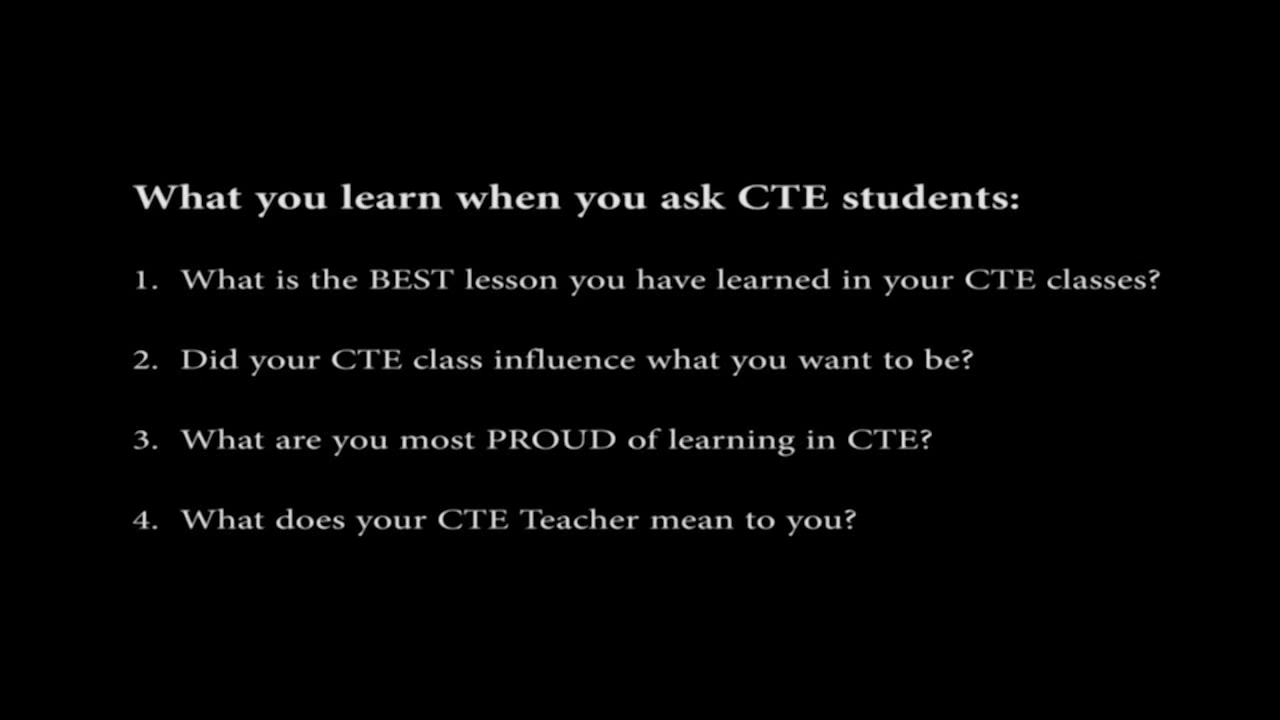 What you learn when you ask CTE students:
1. What is the BEST lesson you have learned in your CTE classes?
2. Did your CTE class influence what you want to be?
3. What are you most PROUD of learning in CTE?
4. What does your CTE Teacher mean to you?